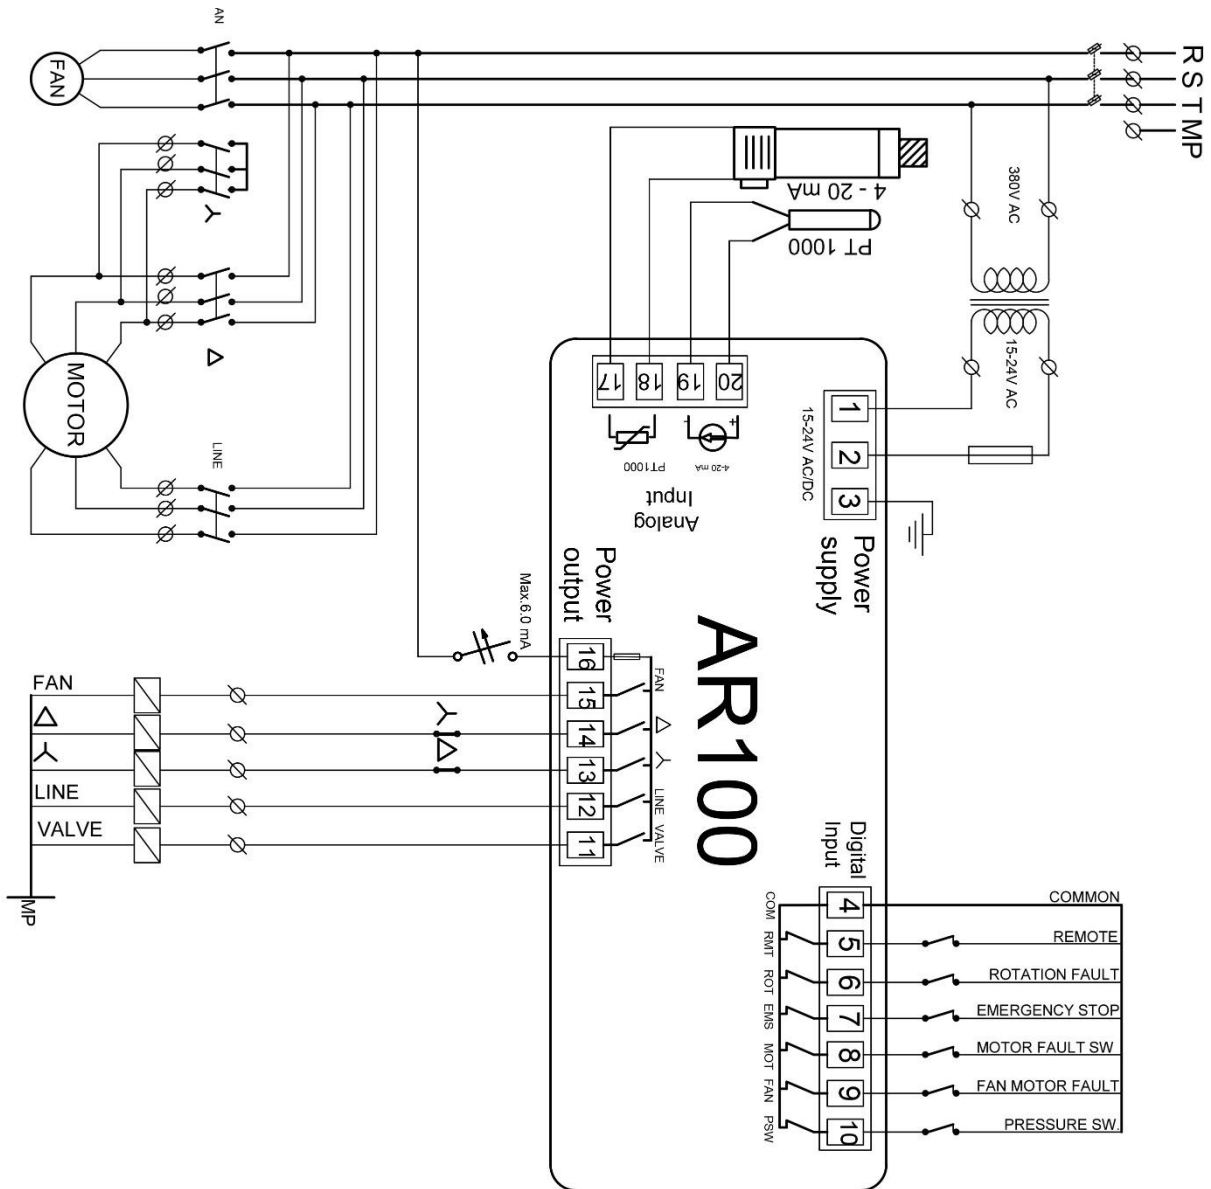 AN
R
S
T
MP
FAN
380V AC
4 - 20 mA
PT 1000
15-24V AC
MOTOR
LINE
17
18
19
20
- +
PT1000
4-20 mA
Analog
Input
1
2
3
15-24V AC/DC
Power
supply
Power
output
Max.6.0 mA
AR100
16
15
14
13
12
11
FAN
LINE
VALVE
FAN
LINE
VALVE
MP
Digital
Input
4
5
6
7
8
9
10
COM
RMT
ROT
EMS
MOT
FAN
PSW
COMMON
REMOTE
ROTATION FAULT
EMERGENCY STOP
MOTOR FAULT SW
FAN MOTOR FAULT
PRESSURE SW.